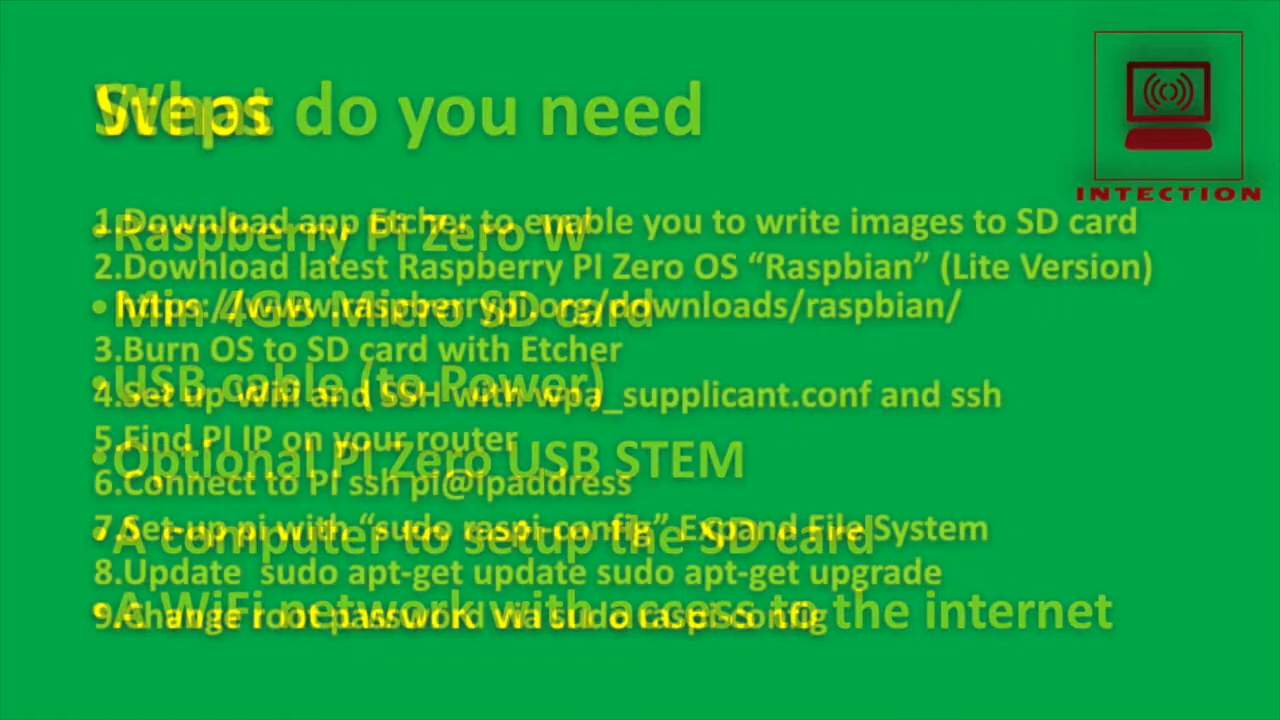 What do you need
Steps
INTECTION
• Raspberry Pi Zero W
• Min 4GB Micro SD card
• USB cable (to Power)
• Optional Pi Zero USB STEM
• A computer to setup the SD card
• A WiFi network with access to the internet
1.Download app Etcher to enable you to write images to SD card
2.Download latest Raspberry PI Zero OS “Raspbian” (Lite Version)
https://www.raspberrypi.org/downloads/raspbian/
3.Burn OS to SD card with Etcher
4.Set up Wifi and SSH with wpa_supplicant.conf and ssh
5.Find PI IP on your router
6.Connect to PI ssh pi@ipaddress
7.Set-up pi with “sudo raspi-config” Expand File System
8.Update sudo apt-get update sudo apt-get upgrade
9.Change root password via sudo raspi-config